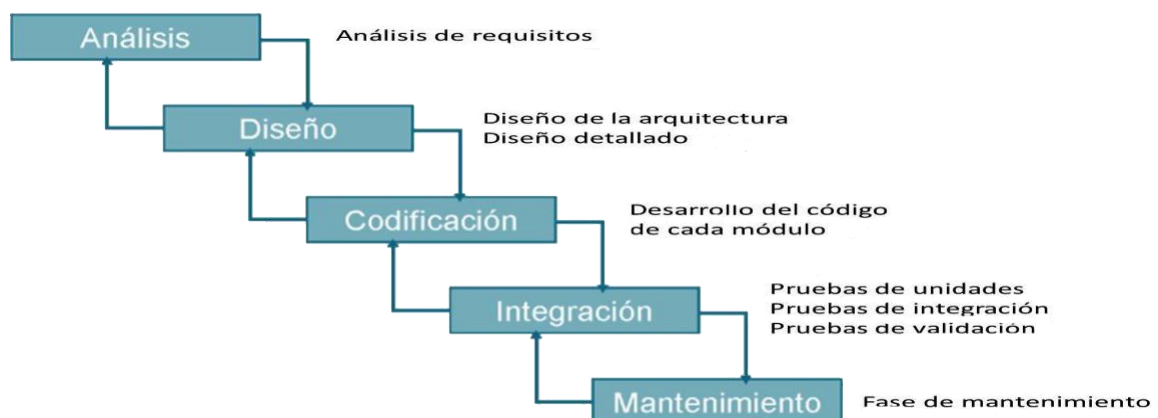 Análisis
Análisis de requisitos
Diseño
Diseño de la arquitectura
Diseño detallado
Codificación
Desarrollo del código
de cada módulo
Integración
Pruebas de unidades
Pruebas de integración
Pruebas de validación
Mantenimiento
Fase de mantenimiento